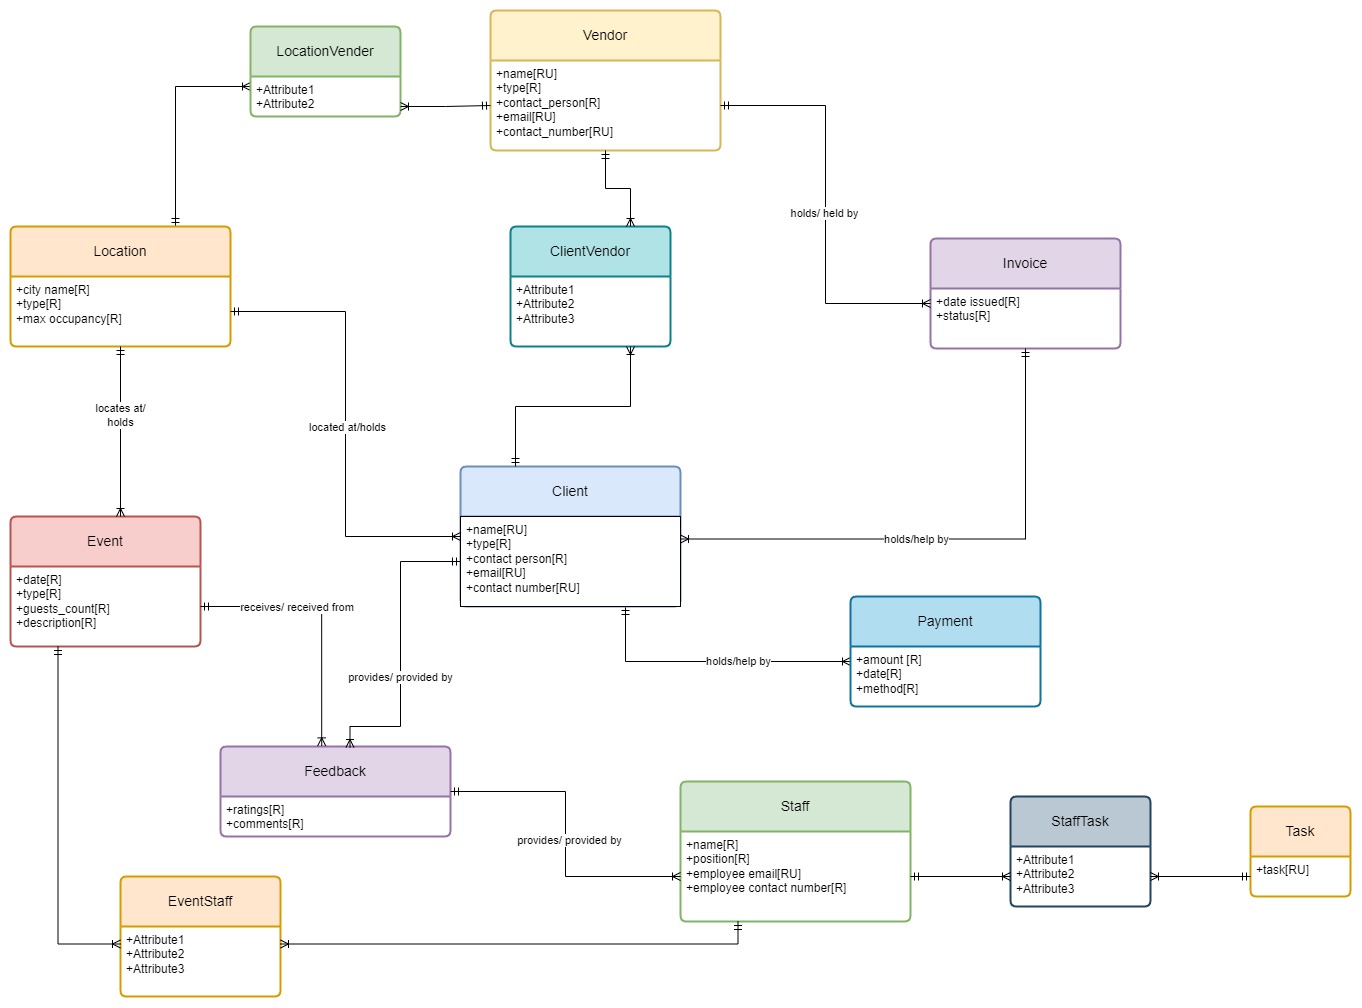 LocationVender
+Attribute1
+Attribute2
Vendor
+name[RU]
+type[R]
+contact_person[R]
+email[RU]
+contact_number[RU]
holds/ held by
Location
+city name[R]
+type[R]
+max occupancy[R]
ClientVendor
+Attribute1
+Attribute2
+Attribute3
Invoice
+date issued[R]
+status[R]
locates at/
holds
located at/holds
Client
+name[RU]
+type[R]
+contact person[R]
+email[RU]
+contact number[RU]
holds/help by
Event
+date[R]
+type[R]
+guests_count[R]
+description[R]
receives/ received from
provides/ provided by
holds/help by
Payment
+amount [R]
+date[R]
+method[R]
Feedback
+ratings[R]
+comments[R]
provides/ provided by
Staff
+name[R]
+position[R]
+employee email[RU]
+employee contact number[R]
StaffTask
+Attribute1
+Attribute2
+Attribute3
Task
+task[RU]
EventStaff
+Attribute1
+Attribute2
+Attribute3